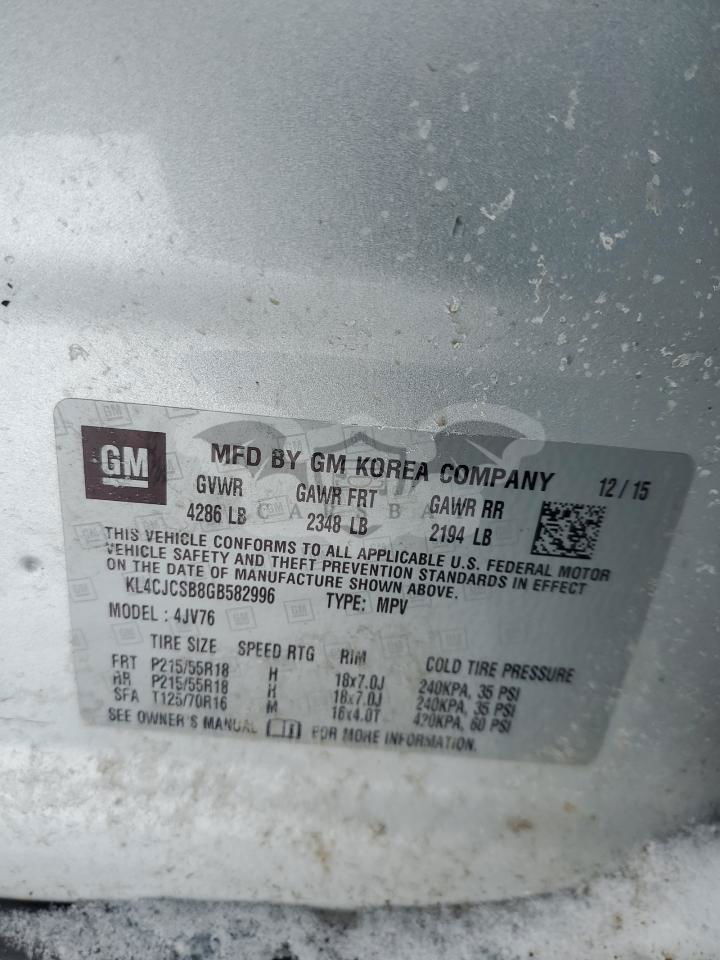 GM MFD BY GM KOREA COMPANY 12/15
GVWR GAWR FRT GAWR RR
4286 LB 2348 LB 2194 LB
THIS VEHICLE CONFORMS TO ALL APPLICABLE U.S. FEDERAL MOTOR
VEHICLE SAFETY AND THEFT PREVENTION STANDARDS IN EFFECT
ON THE DATE OF MANUFACTURE SHOWN ABOVE.
KL4CJCSB8GB582996 TYPE: MPV
MODEL : 4JV76
TIRE SIZE SPEED RTG RIM COLD TIRE PRESSURE
FRT P215/55R18 H 18x7.0J 240KPA, 35 PSI
RR P215/55R18 H 18x7.0J 240KPA, 35 PSI
SFA T125/70R16 M 16x4.0T 420KPA, 60 PSI
SEE OWNER'S MANUAL FOR MORE INFORMATION.